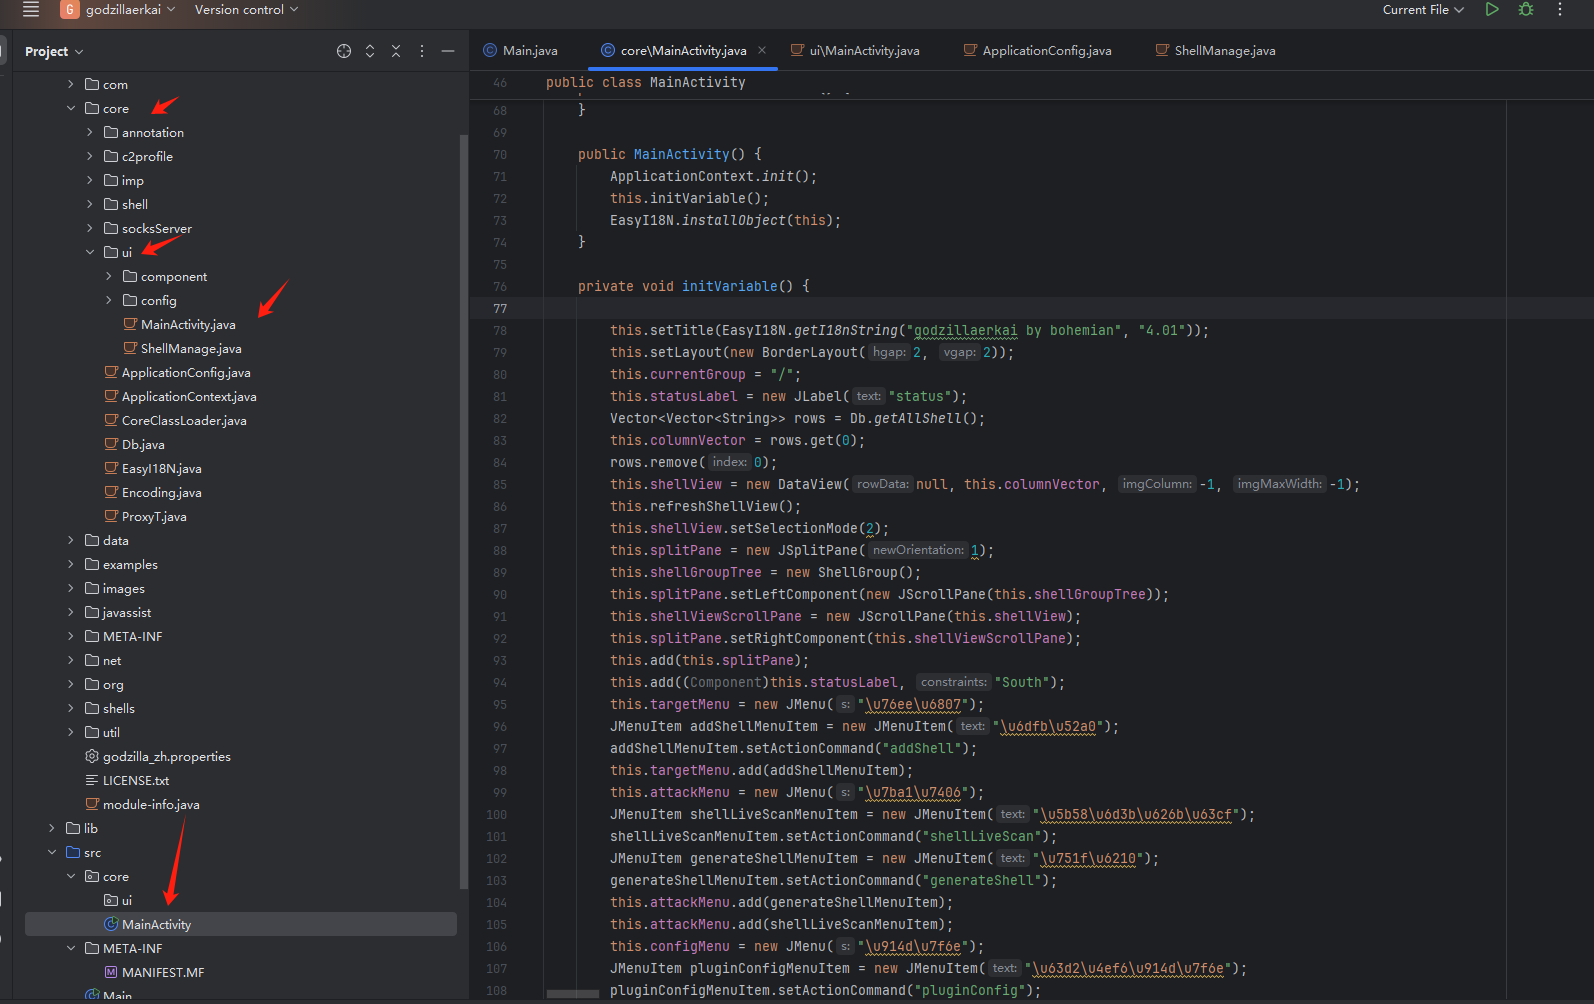 G godzillaerkai Version control Current File
Project
Main.java core\MainActivity.java ui\MainActivity.java ApplicationConfig.java ShellManage.java
com
core
annotation
c2profile
imp
shell
socksServer
ui
component
config
MainActivity.java
ShellManage.java
ApplicationConfig.java
ApplicationContext.java
CoreClassLoader.java
Db.java
EasyI18N.java
Encoding.java
ProxyT.java
data
examples
images
javassist
META-INF
net
org
shells
util
godzilla_zh.properties
LICENSE.txt
module-info.java
lib
src
core
ui
MainActivity
META-INF
MANIFEST.MF
Main
46 public class MainActivity
68 }
69
70 public MainActivity() {
71 ApplicationContext.init();
72 this.initVariable();
73 EasyI18N.installObject(this);
74 }
75
76 private void initVariable() {
77
78 this.setTitle(EasyI18N.getI18nString("godzillaerkai by bohemian", "4.01"));
79 this.setLayout(new BorderLayout( hgap: 2, vgap: 2));
80 this.currentGroup = "/";
81 this.statusLabel = new JLabel( text: "status");
82 Vector<Vector<String>> rows = Db.getAllShell();
83 this.columnVector = rows.get(0);
84 rows.remove( index: 0);
85 this.shellView = new DataView( rowData: null, this.columnVector, imgColumn: -1, imgMaxWidth: -1);
86 this.refreshShellView();
87 this.shellView.setSelectionMode(2);
88 this.splitPane = new JSplitPane( newOrientation: 1);
89 this.shellGroupTree = new ShellGroup();
90 this.splitPane.setLeftComponent(new JScrollPane(this.shellGroupTree));
91 this.shellViewScrollPane = new JScrollPane(this.shellView);
92 this.splitPane.setRightComponent(this.shellViewScrollPane);
93 this.add(this.splitPane);
94 this.add((Component)this.statusLabel, constraints: "South");
95 this.targetMenu = new JMenu( s: "\u76ee\u6807");
96 JMenuItem addShellMenuItem = new JMenuItem( text: "\u6dfb\u52a0");
97 addShellMenuItem.setActionCommand("addShell");
98 this.targetMenu.add(addShellMenuItem);
99 this.attackMenu = new JMenu( s: "\u7ba1\u7406");
100 JMenuItem shellLiveScanMenuItem = new JMenuItem( text: "\u5b58\u6d3b\u626b\u63cf");
101 shellLiveScanMenuItem.setActionCommand("shellLiveScan");
102 JMenuItem generateShellMenuItem = new JMenuItem( text: "\u751f\u6210");
103 generateShellMenuItem.setActionCommand("generateShell");
104 this.attackMenu.add(generateShellMenuItem);
105 this.attackMenu.add(shellLiveScanMenuItem);
106 this.configMenu = new JMenu( s: "\u914d\u7f6e");
107 JMenuItem pluginConfigMenuItem = new JMenuItem( text: "\u63d2\u4ef6\u914d\u7f6e");
108 pluginConfigMenuItem.setActionCommand("pluginConfig");